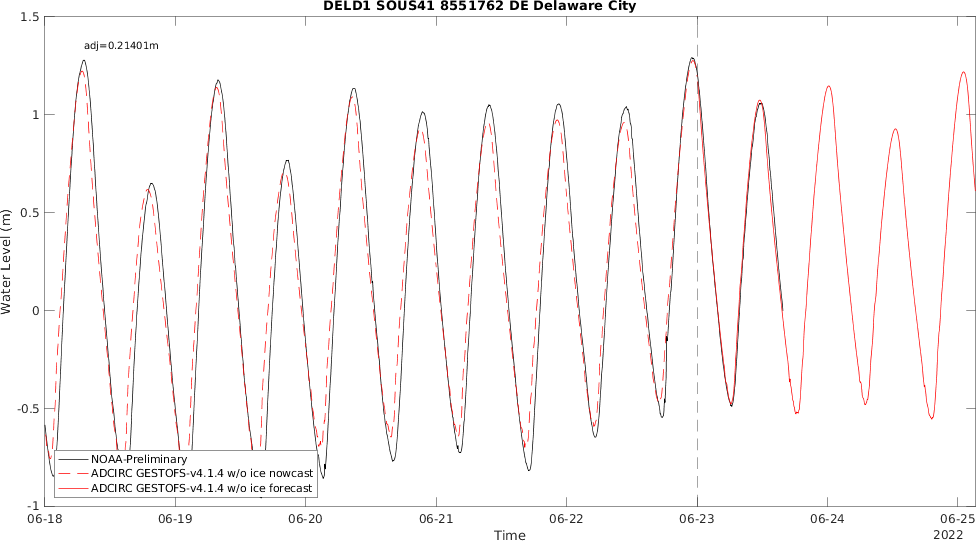 DELD1 SOUS41 8551762 DE Delaware City
1.5
adj=0.21401m
1
0.5
0
-0.5
-1
Water Level (m)
NOAA-Preliminary
ADCIRC GESTOFS-v4.1.4 w/o ice nowcast
ADCIRC GESTOFS-v4.1.4 w/o ice forecast
06-18 06-19 06-20 06-21 06-22 06-23 06-24 06-25
Time
2022